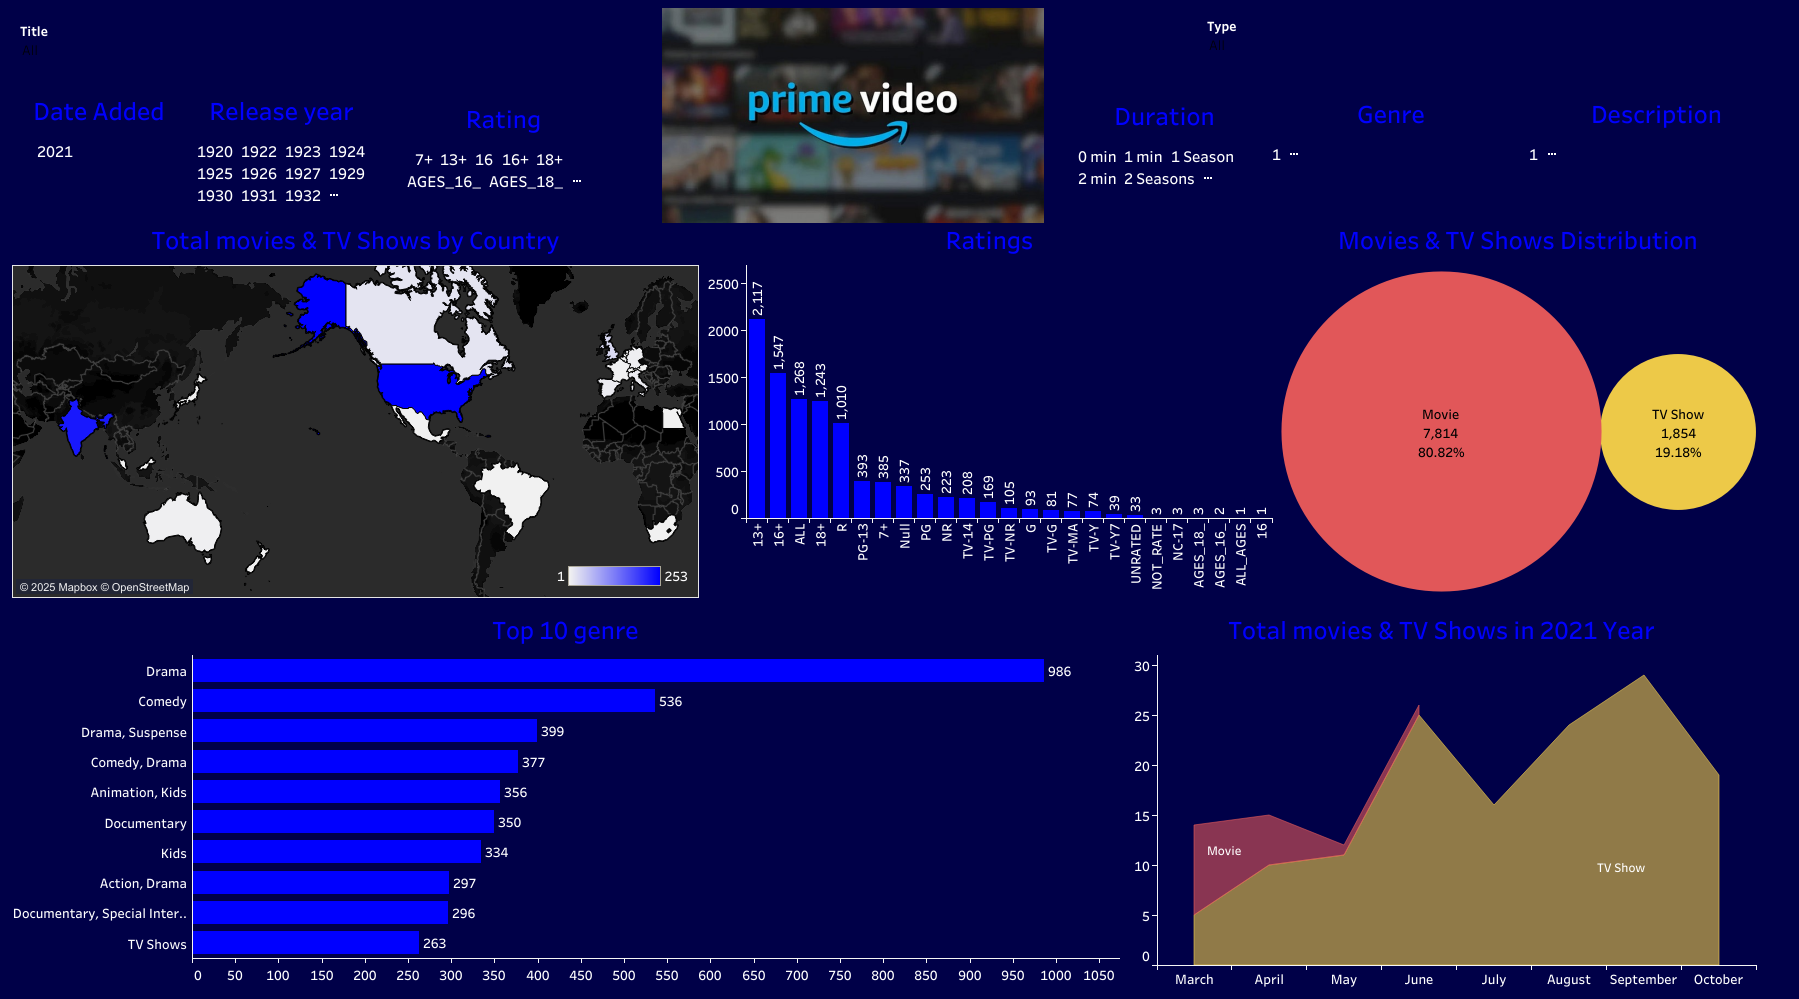 Title
Type
prime video
Date Added
Release year
Rating
Duration
Genre
Description
2021
1920 1922 1923 1924
1925 1926 1927 1929
1930 1931 1932 ···
7+ 13+ 16 16+ 18+
AGES_16_ AGES_18_ ···
0 min 1 min 1 Season
2 min 2 Seasons ···
1 ···
1 ···
Total movies & TV Shows by Country
© 2025 Mapbox © OpenStreetMap
1
253
Ratings
2500
2000
1500
1000
500
0
2,117
1,547
1,268
1,243
1,010
393
385
337
253
223
208
169
105
93
81
77
74
39
33
3
3
3
2
1
1
13+
16+
ALL
18+
R
PG-13
7+
Null
PG
NR
TV-14
TV-PG
TV-NR
G
TV-G
TV-MA
TV-Y
TV-Y7
UNRATED
NOT_RATE
NC-17
AGES_18_
AGES_16_
ALL_AGES
16
Movies & TV Shows Distribution
Movie
7,814
80.82%
TV Show
1,854
19.18%
Top 10 genre
Drama 986
Comedy 536
Drama, Suspense 399
Comedy, Drama 377
Animation, Kids 356
Documentary 350
Kids 334
Action, Drama 297
Documentary, Special Inter.. 296
TV Shows 263
0 50 100 150 200 250 300 350 400 450 500 550 600 650 700 750 800 850 900 950 1000 1050
Total movies & TV Shows in 2021 Year
30
25
20
15
10
5
0
Movie
TV Show
March April May June July August September October